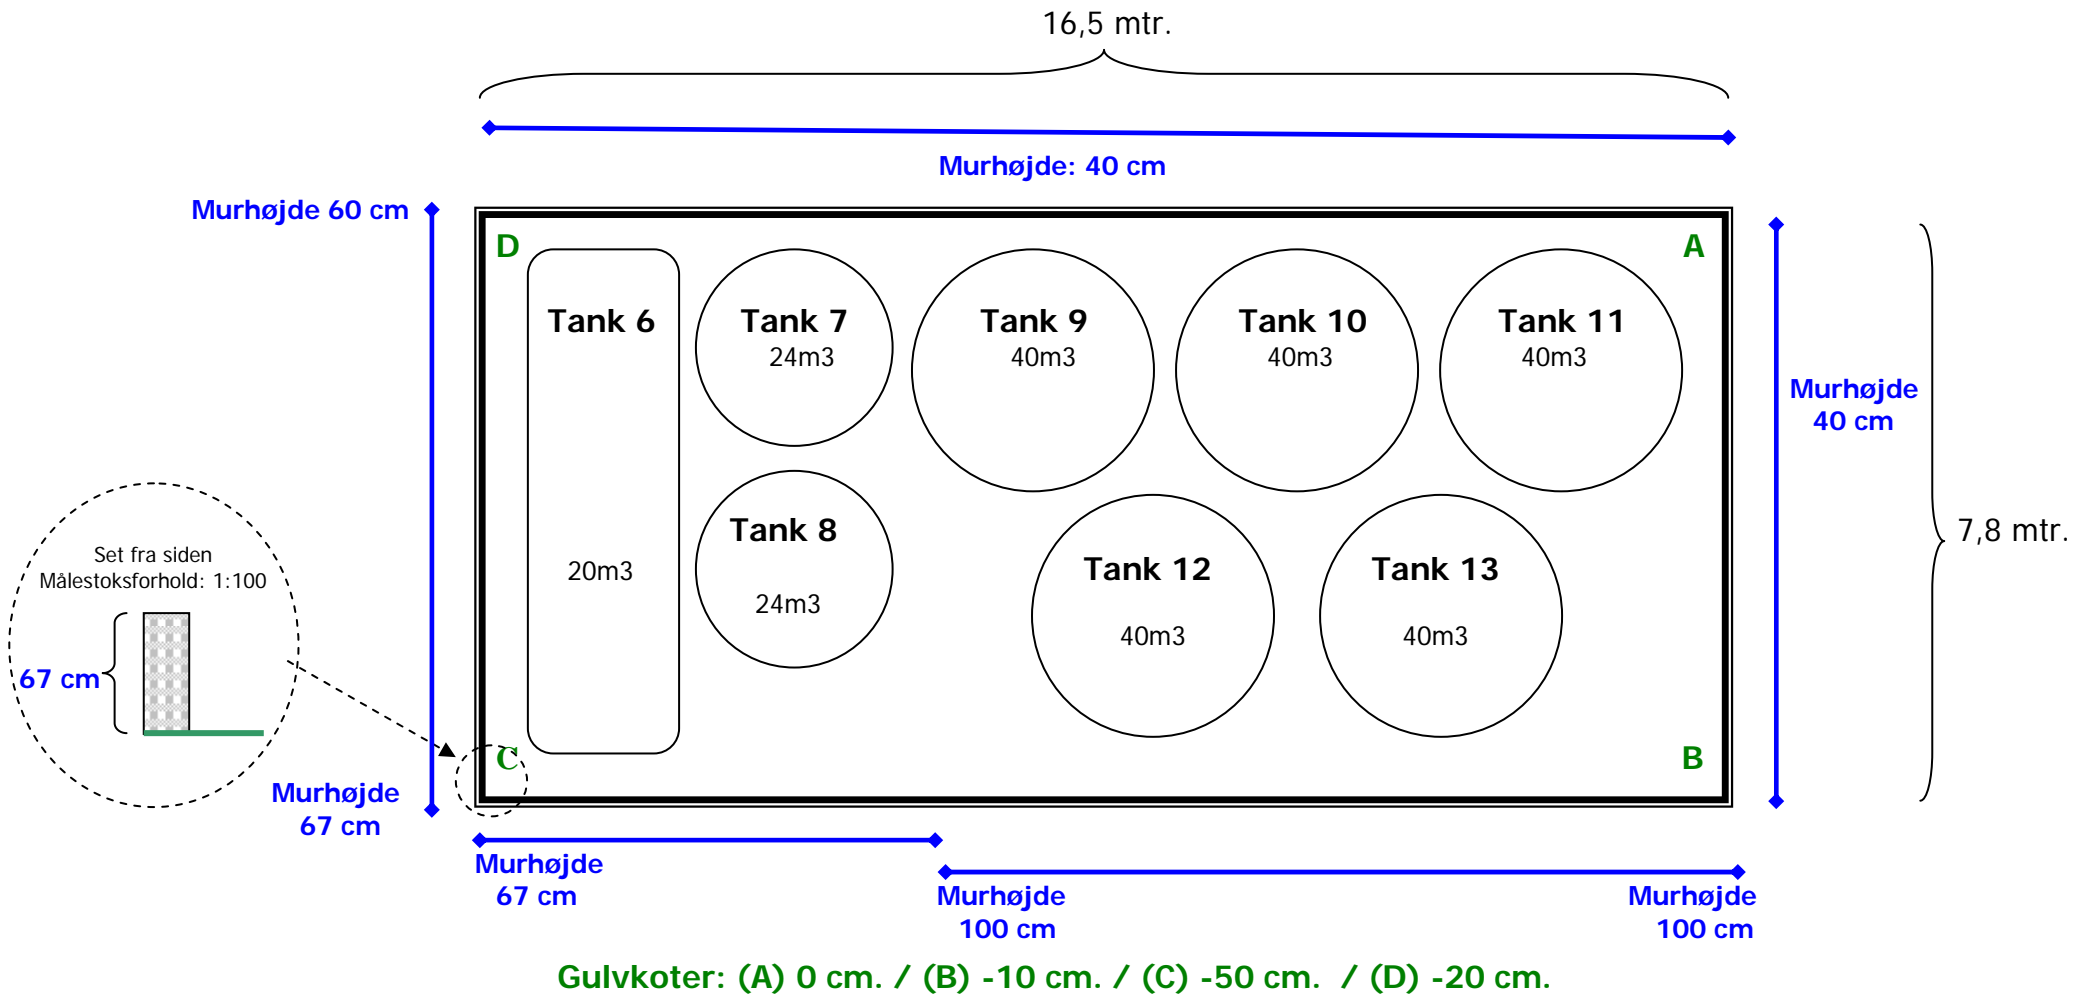 16,5 mtr.
Murhøjde: 40 cm
Murhøjde 60 cm
D
A
Tank 6
Tank 7
24m3
Tank 9
40m3
Tank 10
40m3
Tank 11
40m3
Murhøjde
40 cm
7,8 mtr.
Tank 8
24m3
20m3
Tank 12
40m3
Tank 13
40m3
Set fra siden
Målestoksforhold: 1:100
67 cm
C
B
Murhøjde
67 cm
Murhøjde
67 cm
Murhøjde
100 cm
Murhøjde
100 cm
Gulvkoter: (A) 0 cm. / (B) -10 cm. / (C) -50 cm. / (D) -20 cm.